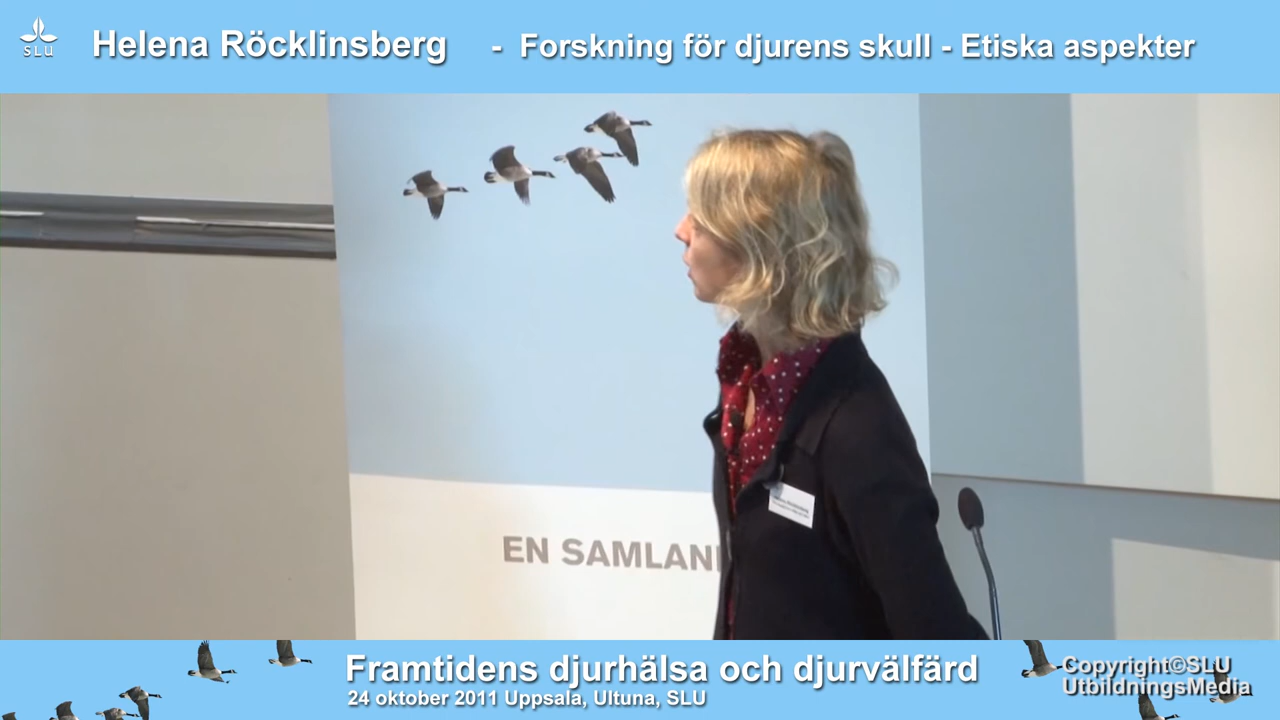 SLU
Helena Röcklinsberg - Forskning för djurens skull - Etiska aspekter
EN SAMLAN
Framtidens djurhälsa och djurvälfärd
24 oktober 2011 Uppsala, Ultuna, SLU
Copyright©SLU
UtbildningsMedia